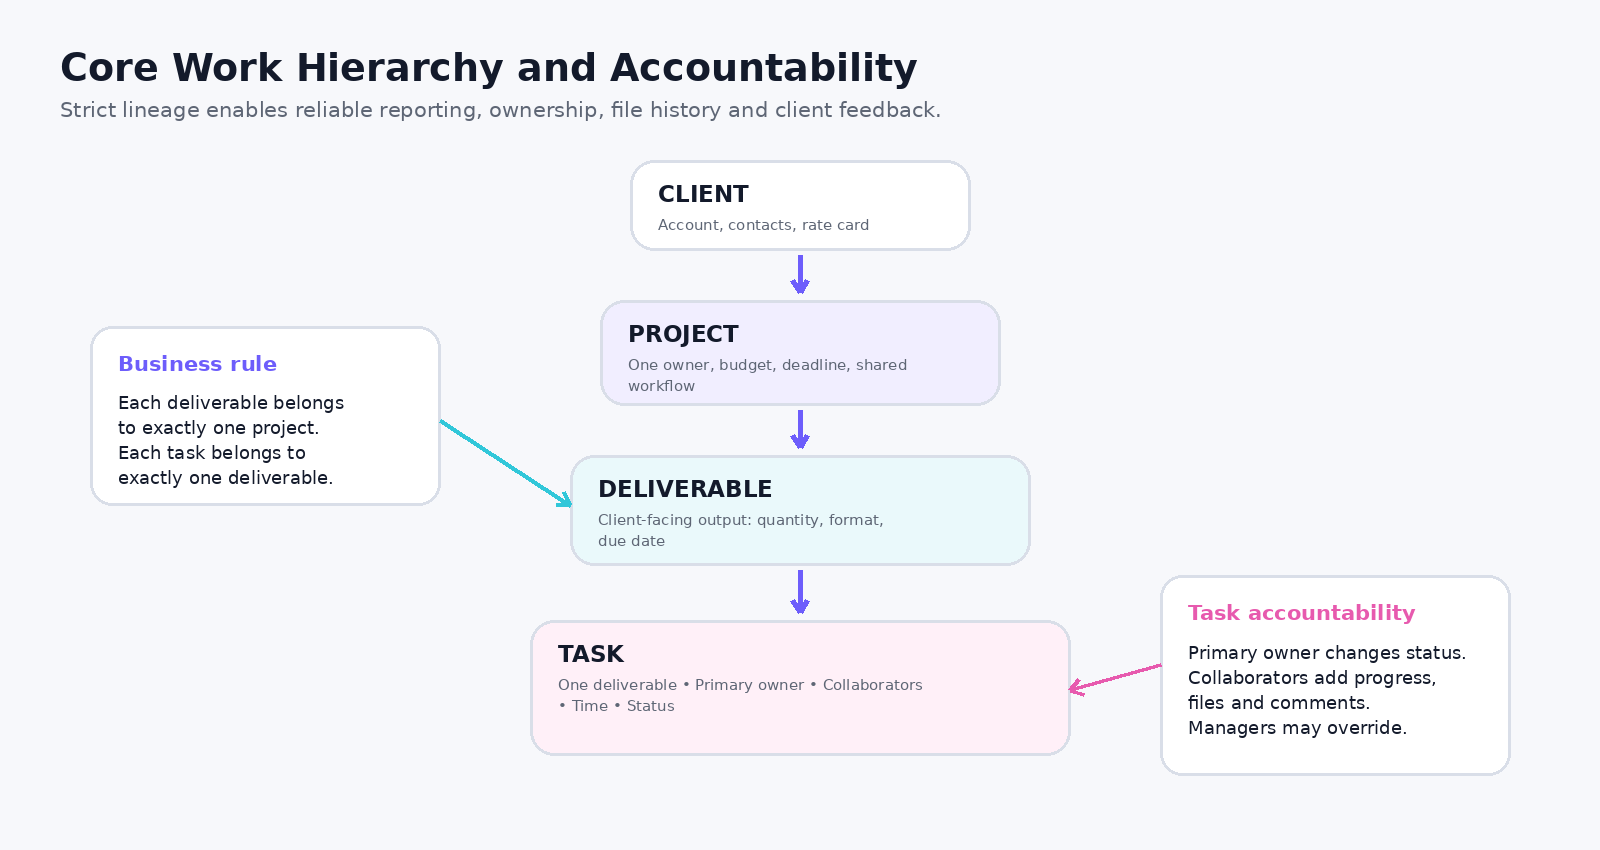 Core Work Hierarchy and Accountability
Strict lineage enables reliable reporting, ownership, file history and client feedback.
CLIENT
Account, contacts, rate card
PROJECT
One owner, budget, deadline, shared
workflow
Business rule
Each deliverable belongs
to exactly one project.
Each task belongs to
exactly one deliverable.
DELIVERABLE
Client-facing output: quantity, format,
due date
TASK
One deliverable • Primary owner • Collaborators
• Time • Status
Task accountability
Primary owner changes status.
Collaborators add progress,
files and comments.
Managers may override.